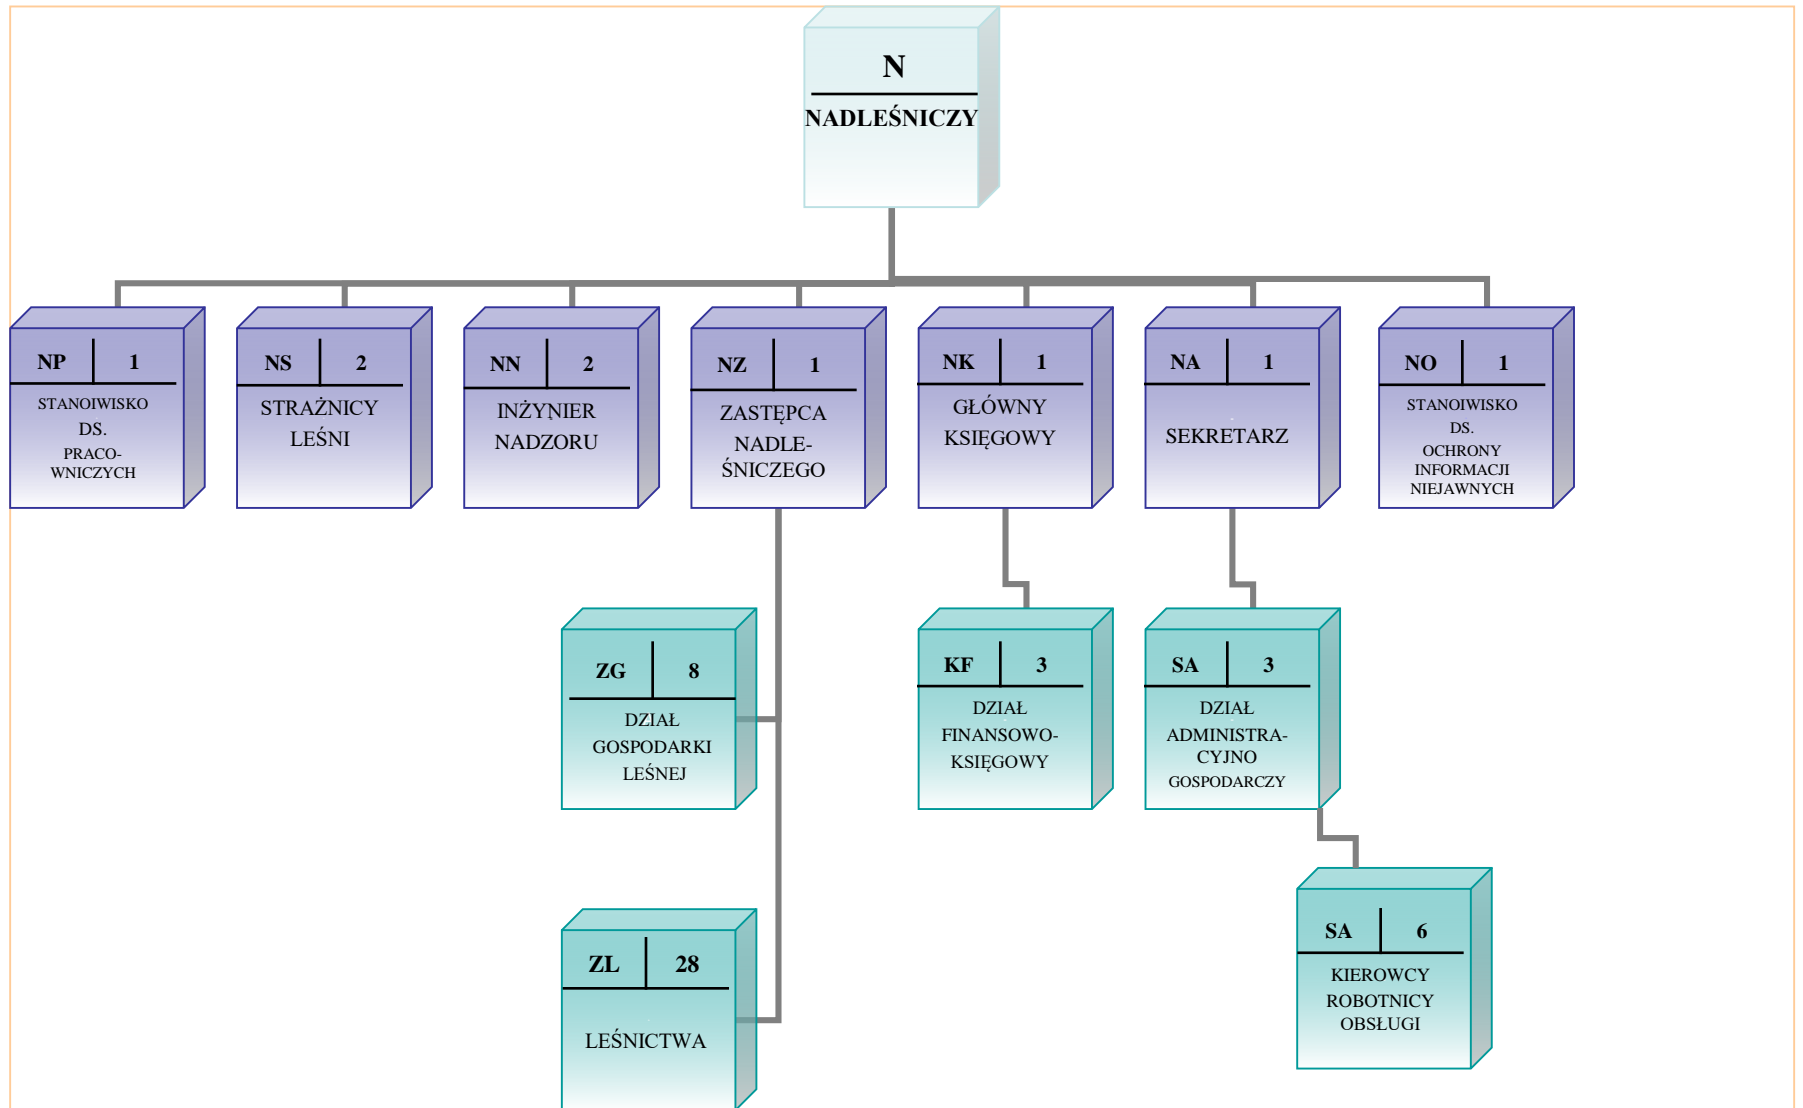 N
NADLEŚNICZY
NP 1
STANOIWISKO
DS.
PRACO-
WNICZYCH
NS 2
STRAŻNICY
LEŚNI
NN 2
INŻYNIER
NADZORU
NZ 1
ZASTĘPCA
NADLE-
ŚNICZEGO
NK 1
GŁÓWNY
KSIĘGOWY
NA 1
SEKRETARZ
NO 1
STANOIWISKO
DS.
OCHRONY
INFORMACJI
NIEJAWNYCH
ZG 8
DZIAŁ
GOSPODARKI
LEŚNEJ
KF 3
DZIAŁ
FINANSOWO-
KSIĘGOWY
SA 3
DZIAŁ
ADMINISTRA-
CYJNO
GOSPODARCZY
ZL 28
LEŚNICTWA
SA 6
KIEROWCY
ROBOTNICY
OBSŁUGI